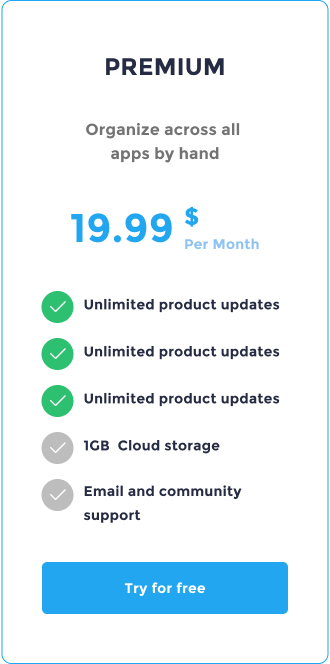 PREMIUM
Organize across all
apps by hand
19.99 $
Per Month
Unlimited product updates
Unlimited product updates
Unlimited product updates
1GB  Cloud storage
Email and community
support
Try for free